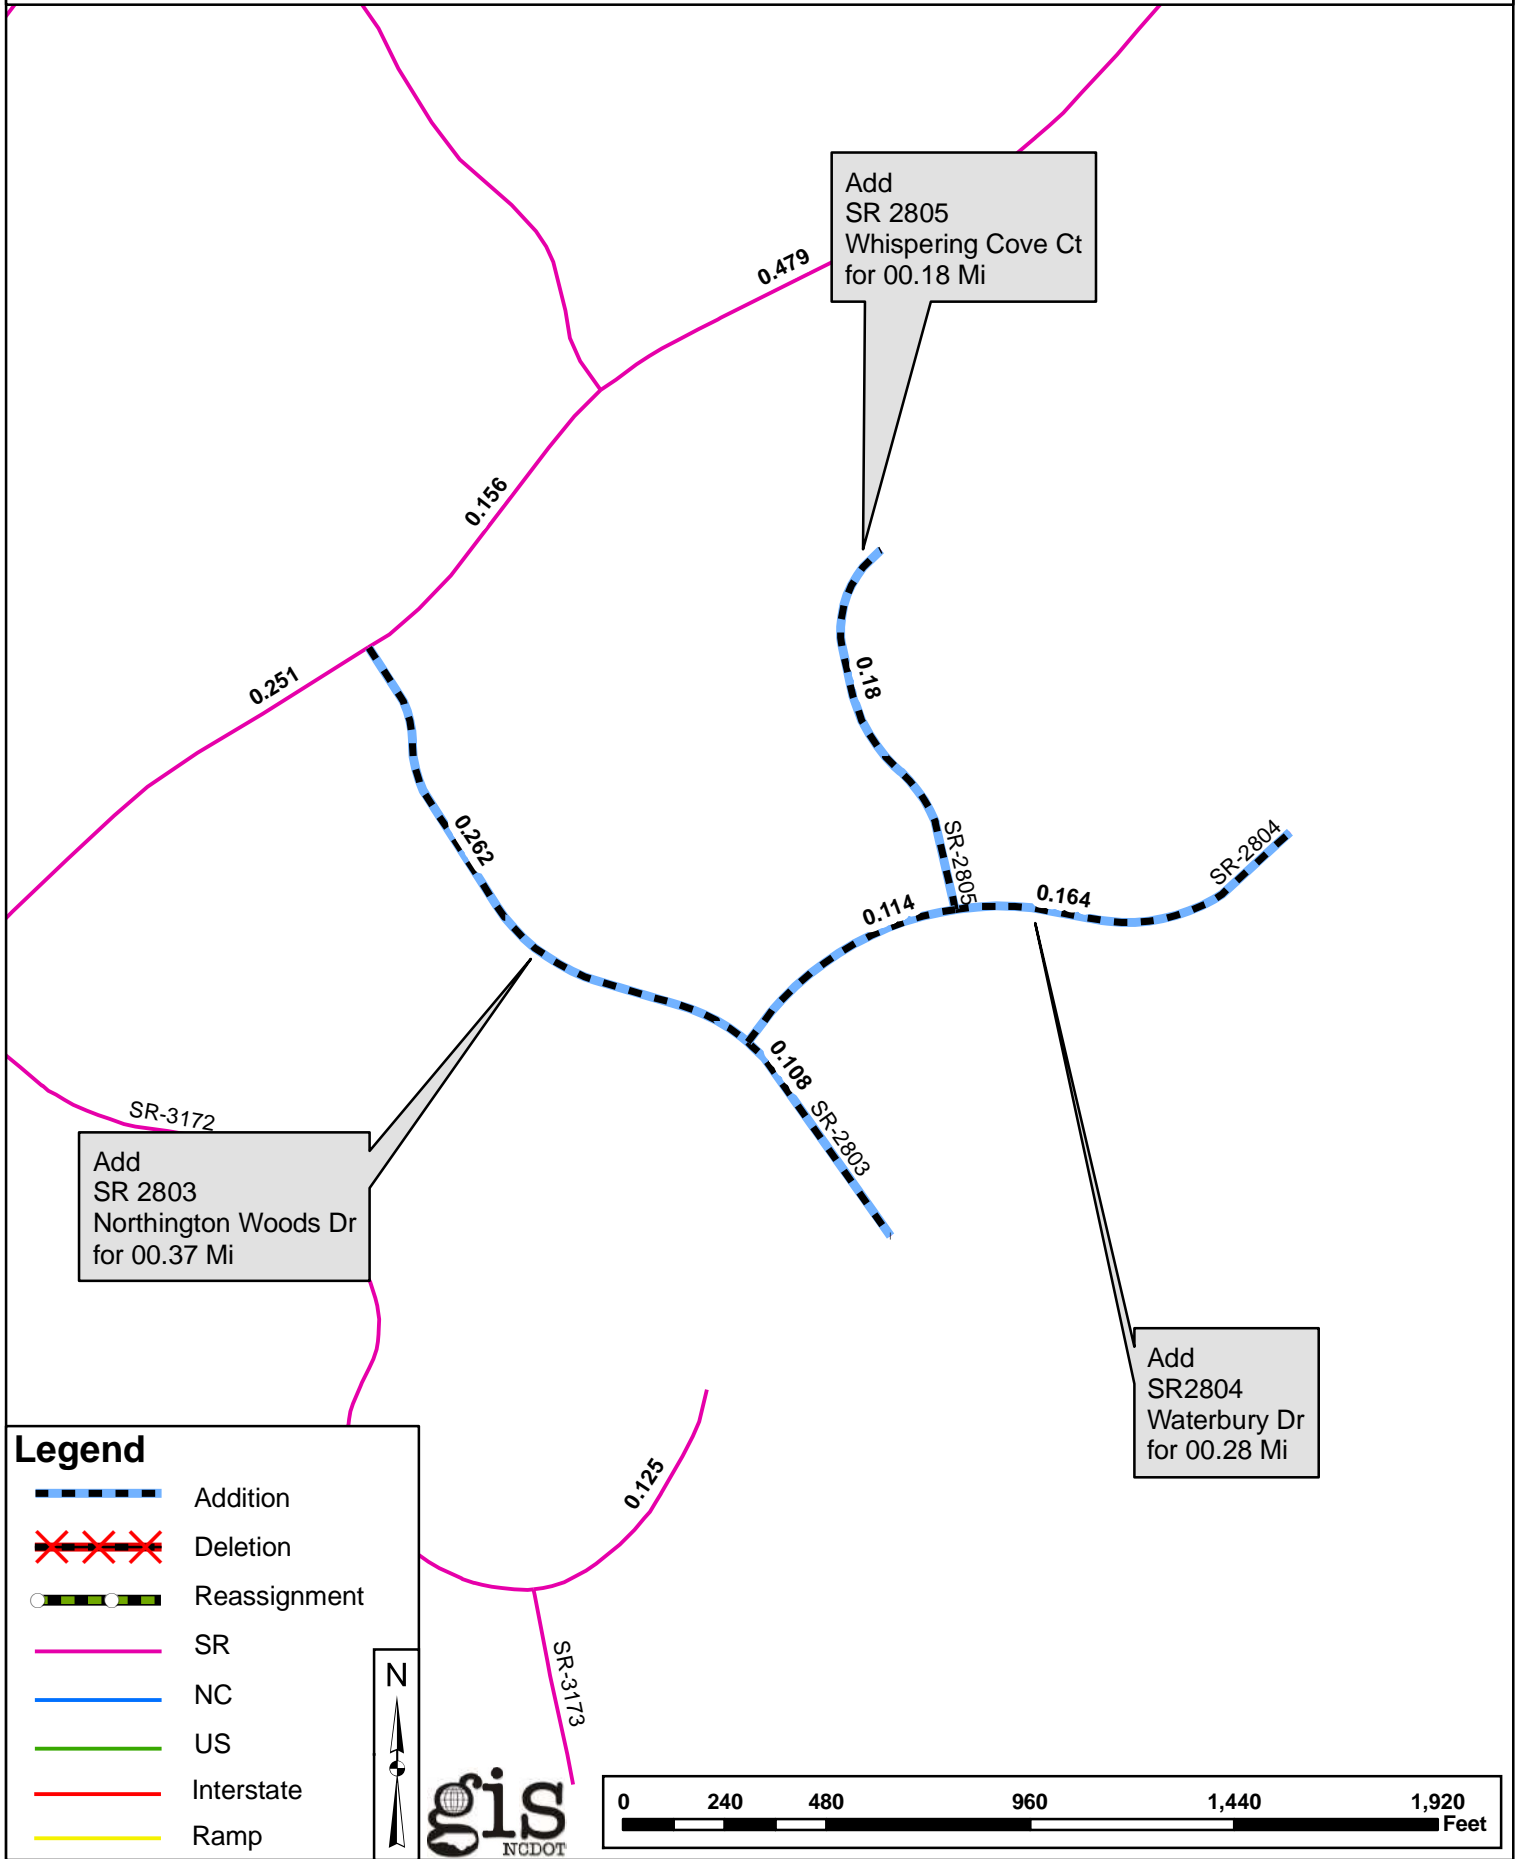 Add
SR 2805
Whispering Cove Ct
for 00.18 Mi
0.479
0.156
0.251
0.18
0.262
SR-2805
SR-2804
0.114
0.164
0.108
SR-2803
SR-3172
Add
SR 2803
Northington Woods Dr
for 00.37 Mi
Add
SR2804
Waterbury Dr
for 00.28 Mi
0.125
SR-3173
Legend
Addition
Deletion
Reassignment
SR
NC
US
Interstate
Ramp
N
gis
NCDOT
0 240 480 960 1,440 1,920
Feet